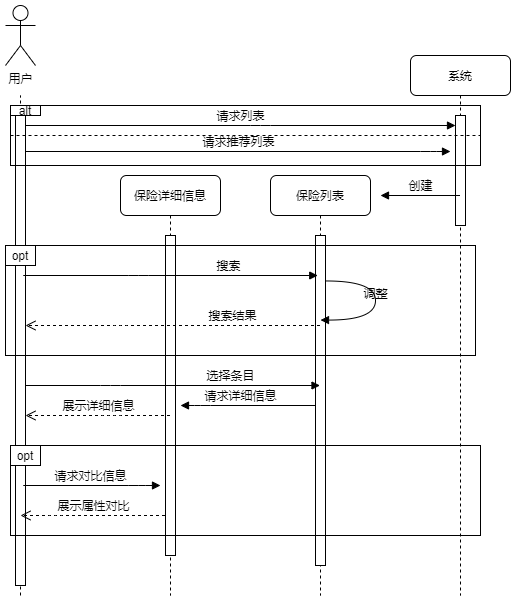 用户
系统
alt
请求列表
请求推荐列表
创建
保险详细信息
保险列表
opt
搜索
调整
搜索结果
选择条目
请求详细信息
展示详细信息
opt
请求对比信息
展示属性对比